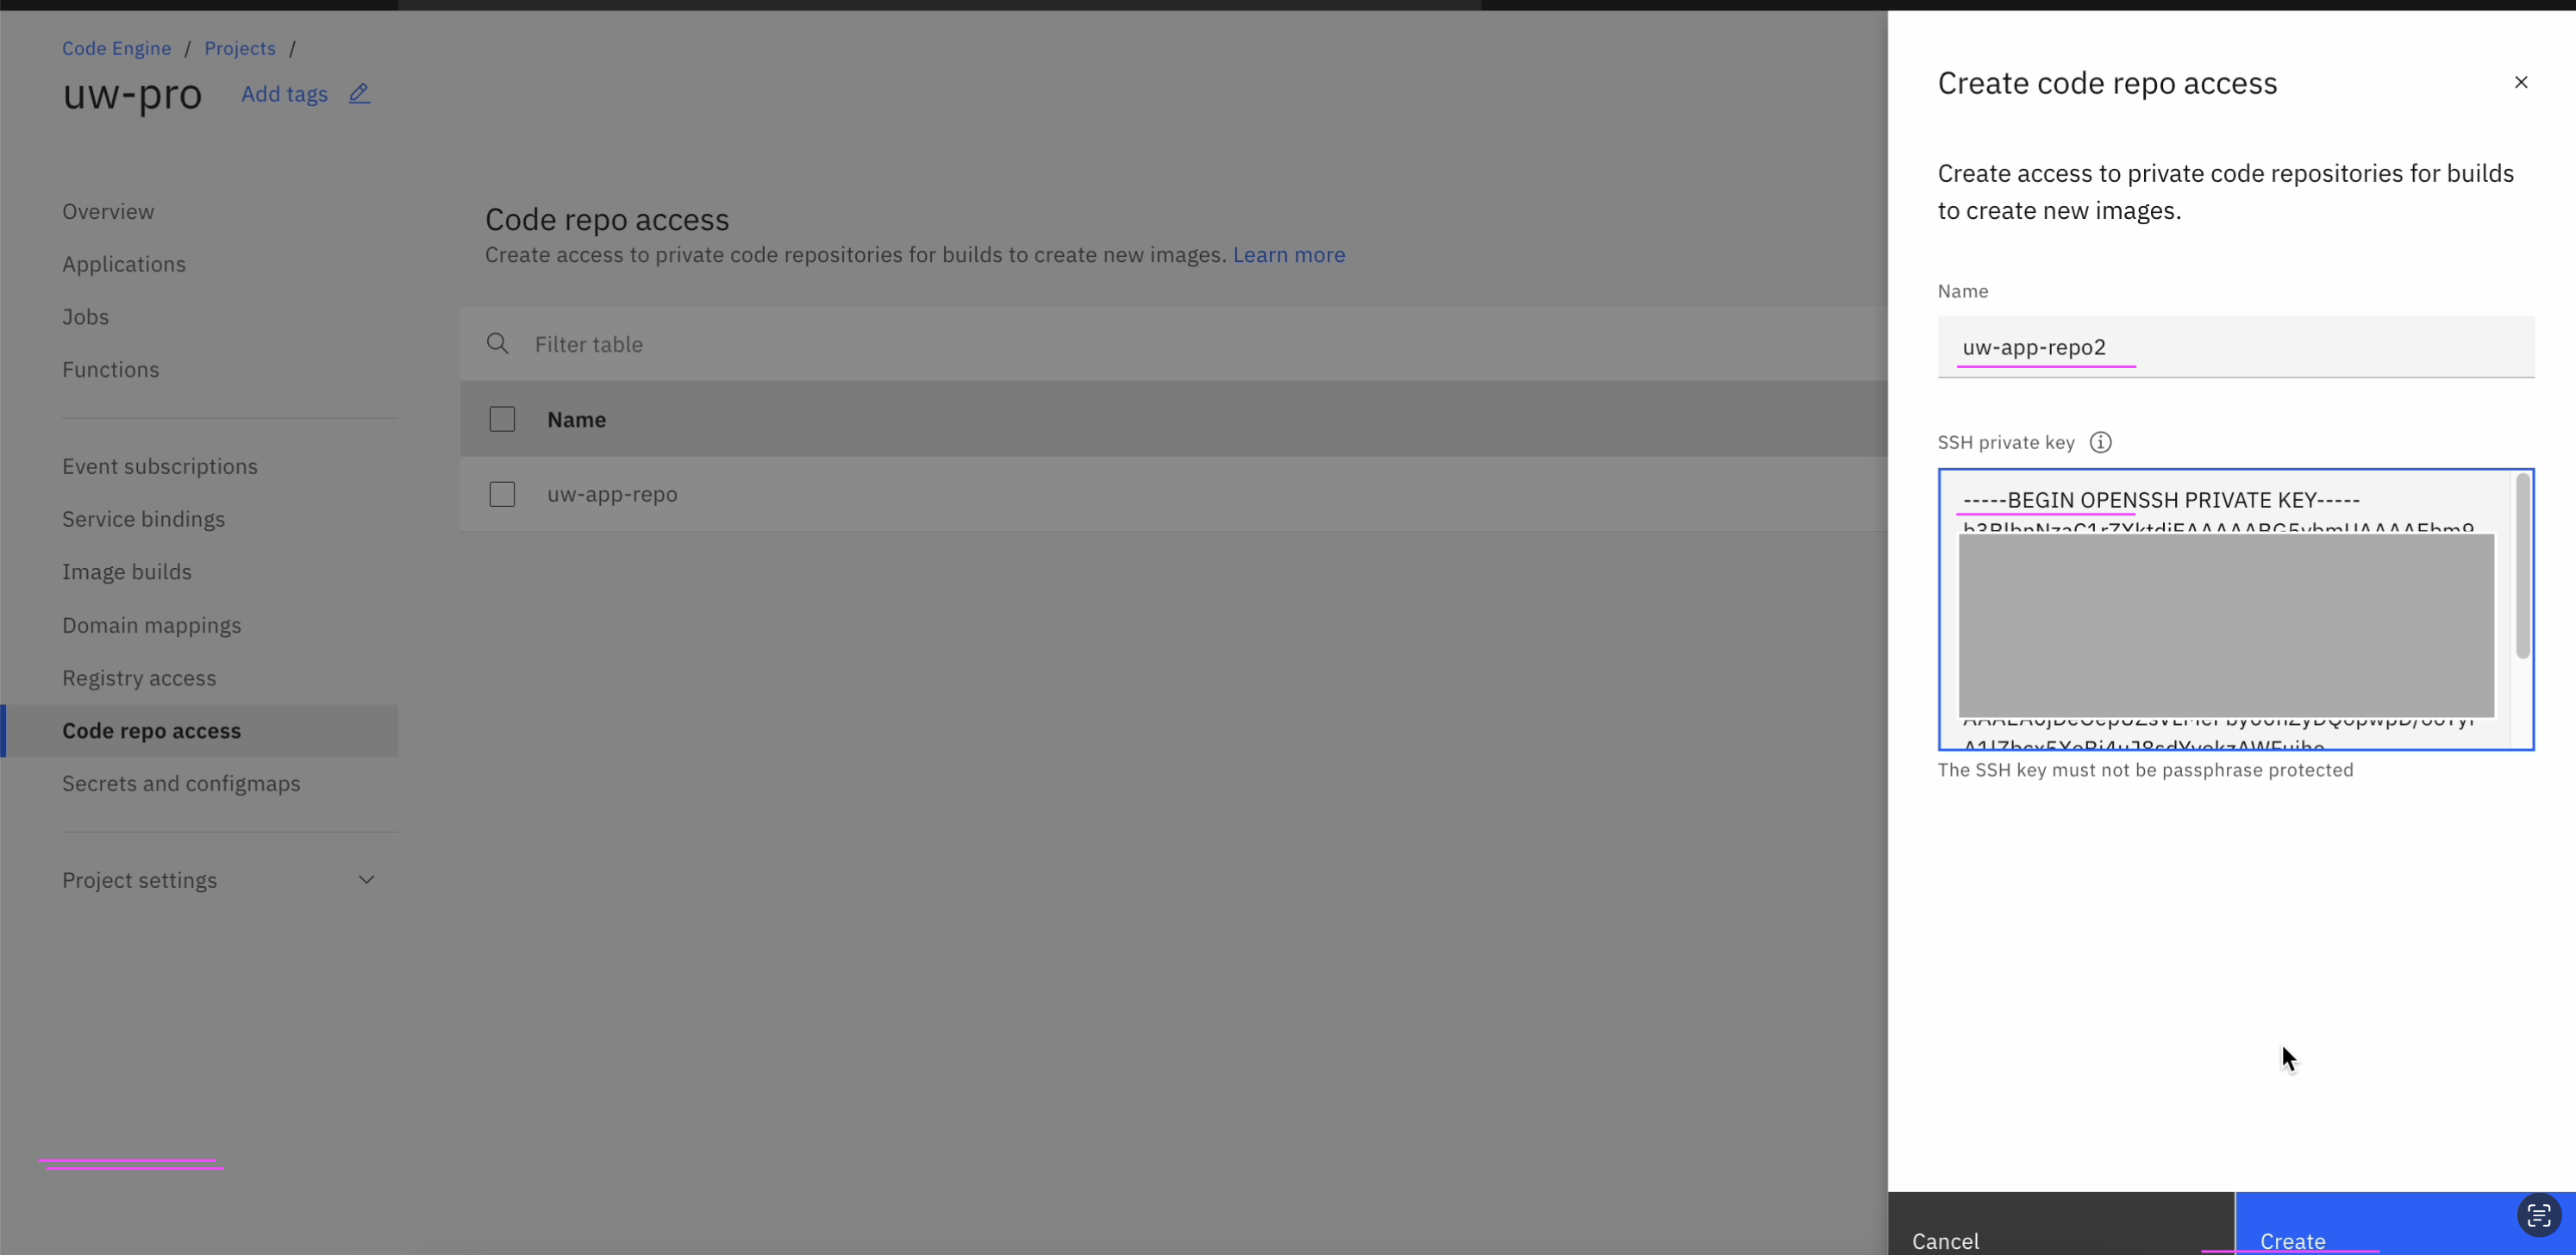 Code Engine / Projects /
uw-pro Add tags
Overview
Applications
Jobs
Functions
Event subscriptions
Service bindings
Image builds
Domain mappings
Registry access
Code repo access
Secrets and configmaps
Project settings
Code repo access
Create access to private code repositories for builds to create new images. Learn more
Filter table
Name
uw-app-repo
Create code repo access
Create access to private code repositories for builds
to create new images.
Name
uw-app-repo2
SSH private key
-----BEGIN OPENSSH PRIVATE KEY-----
The SSH key must not be passphrase protected
Cancel
Create